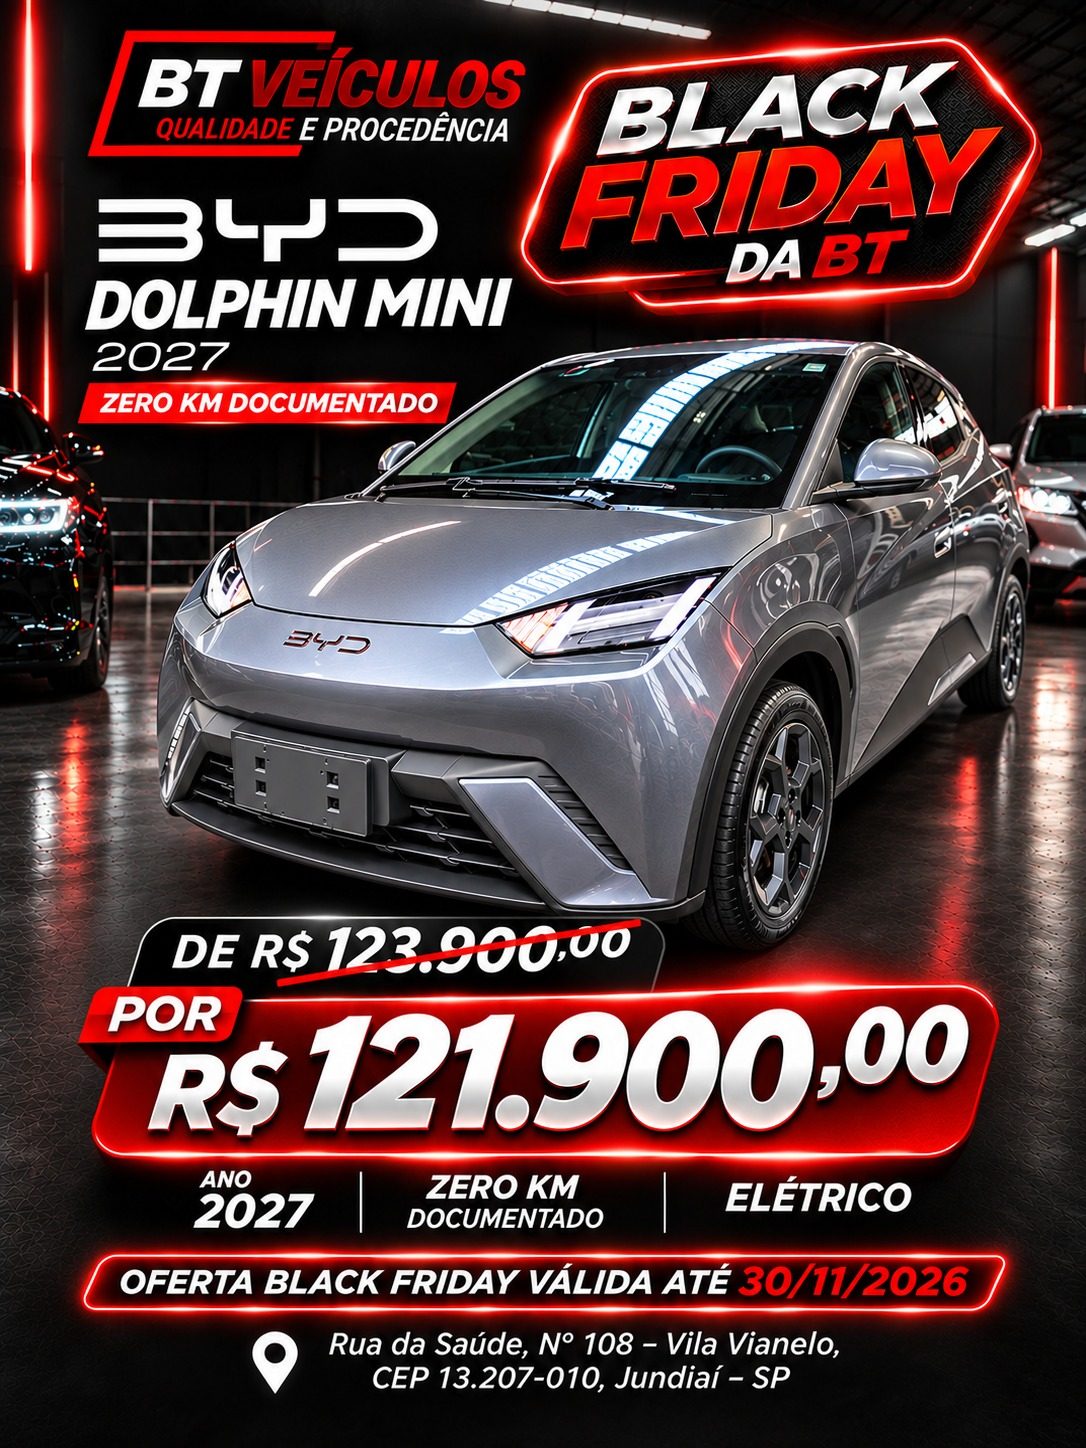 BT VEÍCULOS
QUALIDADE E PROCEDÊNCIA
BLACK
FRIDAY
DA BT
BYD
DOLPHIN MINI
2027
ZERO KM DOCUMENTADO
BYD
DE R$ 123.900,00
POR
R$ 121.900,00
ANO
2027
ZERO KM
DOCUMENTADO
ELÉTRICO
OFERTA BLACK FRIDAY VÁLIDA ATÉ 30/11/2026
Rua da Saúde, Nº 108 – Vila Vianelo,
CEP 13.207-010, Jundiaí – SP